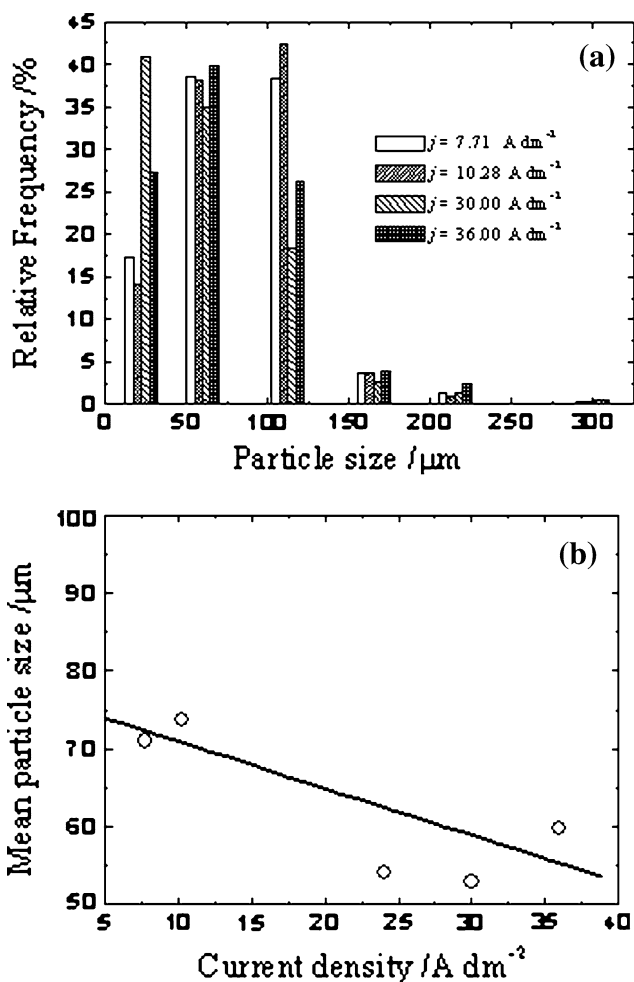 (a)
Relative Frequency /%
45
40
35
30
25
20
15
10
5
0
j = 7.71 A dm⁻¹
j = 10.28 A dm⁻¹
j = 30.00 A dm⁻¹
j = 36.00 A dm⁻¹
0 50 100 150 200 250 300
Particle size /µm
(b)
Mean particle size /µm
100
90
80
70
60
50
5 10 15 20 25 30 35 40
Current density /A dm⁻²